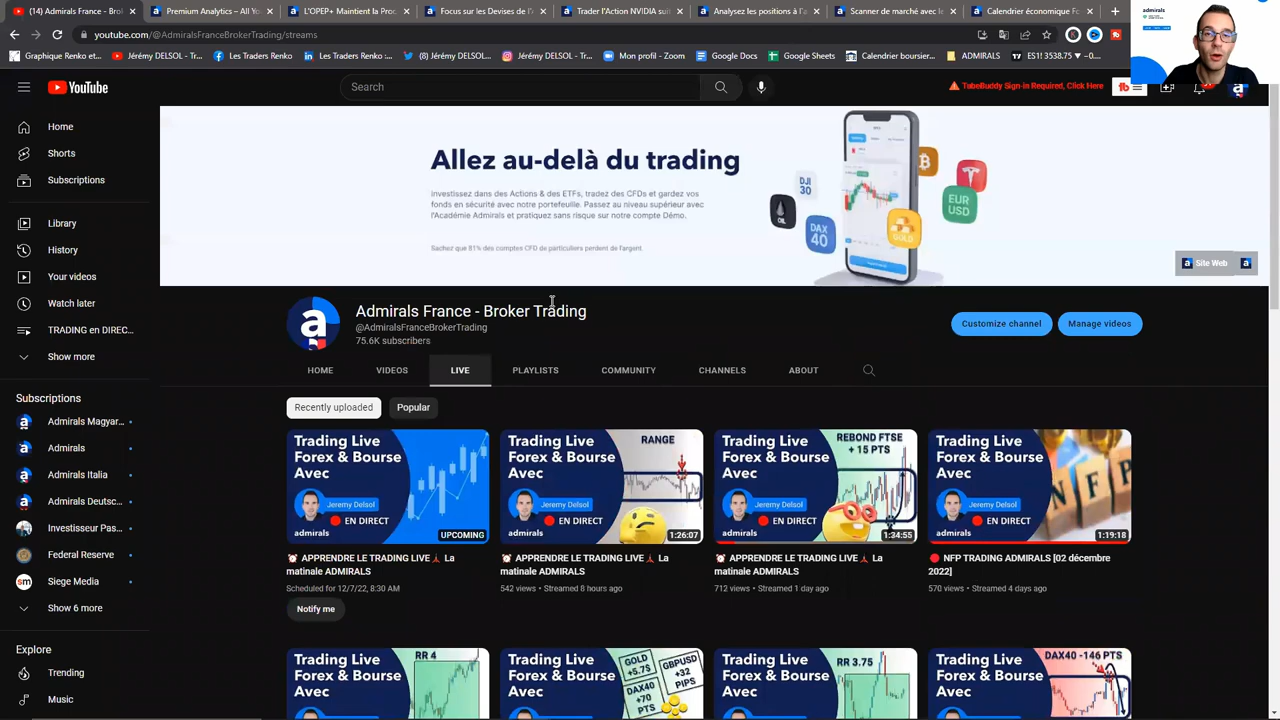 (14) Admirals France - Bro
Premium Analytics – All Yo
L'OPEP+ Maintient la Proc
Focus sur les Devises de l'
Trader l'Action NVIDIA sui
Analysez les positions à l'a
Scanner de marché avec le
Calendrier économique Fo
youtube.com/@AdmiralsFranceBrokerTrading/streams
Graphique Renko et...
Jérémy DELSOL...
Les Traders Renko
(8) Jérémy DELSOL...
Jérémy DELSOL...
Mon profil - Zoom
Google Docs
Google Sheets
Calendrier boursier...
ADMIRALS
ES1! 3538.75 ▼ −0....
admirals
YouTube
Search
TubeBuddy Sign-In Required, Click Here
Home
Shorts
Subscriptions
Library
History
Your videos
Watch later
TRADING en DIREC...
Show more
Subscriptions
Admirals Magyar...
Admirals
Admirals Italia
Admirals Deutsc...
Investisseur Pas...
Federal Reserve
Siege Media
Show 6 more
Explore
Trending
Music
Allez au-delà du trading
Investissez dans des Actions & des ETFs, tradez des CFDs et gardez vos
fonds en sécurité avec notre portefeuille. Passez au niveau supérieur avec
l'Académie Admirals et pratiquez sans risque sur notre compte Démo.
Sachez que 81% des comptes CFD de particuliers perdent de l'argent.
DJI
30
OIL
DAX
40
GOLD
EUR
USD
Site Web
Admirals France - Broker Trading
@AdmiralsFranceBrokerTrading
75.6K subscribers
Customize channel
Manage videos
HOME
VIDEOS
LIVE
PLAYLISTS
COMMUNITY
CHANNELS
ABOUT
Recently uploaded
Popular
Trading Live
Forex & Bourse
Avec
Jeremy Delsol
EN DIRECT
admirals
UPCOMING
APPRENDRE LE TRADING LIVE La
matinale ADMIRALS
Scheduled for 12/7/22, 8:30 AM
Notify me
Trading Live
Forex & Bourse
Avec
RANGE
Jeremy Delsol
EN DIRECT
admirals
1:26:07
APPRENDRE LE TRADING LIVE La
matinale ADMIRALS
542 views • Streamed 8 hours ago
Trading Live
Forex & Bourse
Avec
REBOND FTSE
+ 15 PTS
Jeremy Delsol
EN DIRECT
admirals
1:34:55
APPRENDRE LE TRADING LIVE La
matinale ADMIRALS
712 views • Streamed 1 day ago
Trading Live
Forex & Bourse
Avec
NFP
Jeremy Delsol
EN DIRECT
admirals
1:19:18
NFP TRADING ADMIRALS [02 décembre
2022]
570 views • Streamed 4 days ago
Trading Live
Forex & Bourse
Avec
RR 4
Trading Live
Forex & Bourse
Avec
GOLD
+5.7$
GBPUSD
+32
PIPS
DAX40
+70
PTS
Trading Live
Forex & Bourse
Avec
RR 3.75
Trading Live
Forex & Bourse
Avec
DAX40 -146 PTS